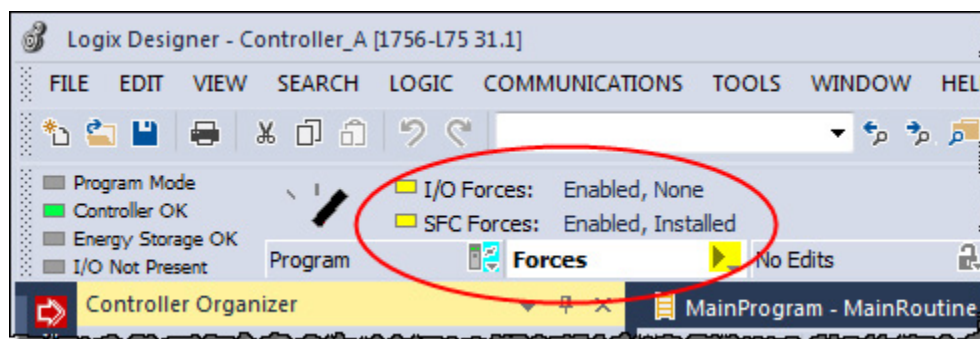 Logix Designer - Controller_A [1756-L75 31.1]
FILE EDIT VIEW SEARCH LOGIC COMMUNICATIONS TOOLS WINDOW HEL
Program Mode
Controller OK
Energy Storage OK
I/O Not Present
I/O Forces: Enabled, None
SFC Forces: Enabled, Installed
Program Forces No Edits
Controller Organizer
MainProgram - MainRoutine